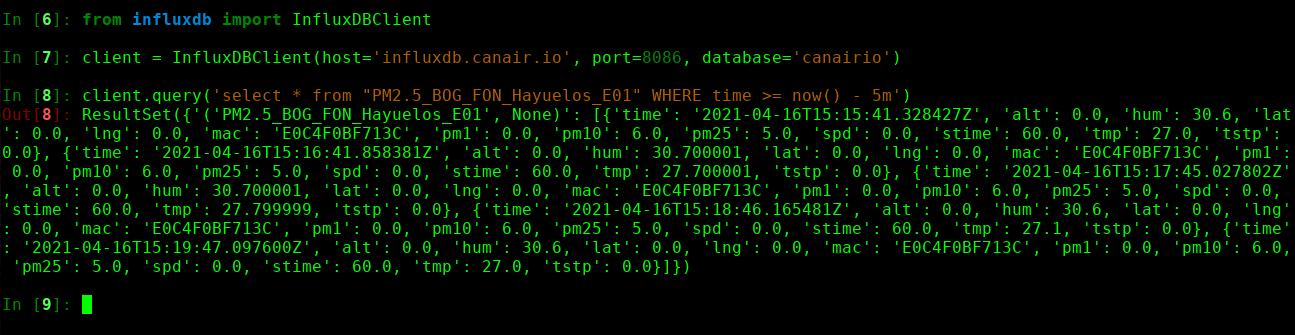 In [6]: from influxdb import InfluxDBClient
In [7]: client = InfluxDBClient(host='influxdb.canair.io', port=8086, database='canairio')
In [8]: client.query('select * from "PM2.5_BOG_FON_Hayuelos_E01" WHERE time >= now() - 5m')
Out[8]: ResultSet({'('PM2.5_BOG_FON_Hayuelos_E01', None)': [{'time': '2021-04-16T15:15:41.328427Z', 'alt': 0.0, 'hum': 30.6, 'lat
': 0.0, 'lng': 0.0, 'mac': 'E0C4F0BF713C', 'pm1': 0.0, 'pm10': 6.0, 'pm25': 5.0, 'spd': 0.0, 'stime': 60.0, 'tmp': 27.0, 'tstp':
0.0}, {'time': '2021-04-16T15:16:41.858381Z', 'alt': 0.0, 'hum': 30.700001, 'lat': 0.0, 'lng': 0.0, 'mac': 'E0C4F0BF713C', 'pm1':
0.0, 'pm10': 6.0, 'pm25': 5.0, 'spd': 0.0, 'stime': 60.0, 'tmp': 27.700001, 'tstp': 0.0}, {'time': '2021-04-16T15:17:45.027802Z'
, 'alt': 0.0, 'hum': 30.700001, 'lat': 0.0, 'lng': 0.0, 'mac': 'E0C4F0BF713C', 'pm1': 0.0, 'pm10': 6.0, 'pm25': 5.0, 'spd': 0.0,
'stime': 60.0, 'tmp': 27.799999, 'tstp': 0.0}, {'time': '2021-04-16T15:18:46.165481Z', 'alt': 0.0, 'hum': 30.6, 'lat': 0.0, 'lng'
: 0.0, 'mac': 'E0C4F0BF713C', 'pm1': 0.0, 'pm10': 6.0, 'pm25': 5.0, 'spd': 0.0, 'stime': 60.0, 'tmp': 27.1, 'tstp': 0.0}, {'time'
: '2021-04-16T15:19:47.097600Z', 'alt': 0.0, 'hum': 30.6, 'lat': 0.0, 'lng': 0.0, 'mac': 'E0C4F0BF713C', 'pm1': 0.0, 'pm10': 6.0,
'pm25': 5.0, 'spd': 0.0, 'stime': 60.0, 'tmp': 27.0, 'tstp': 0.0}]})
In [9]: